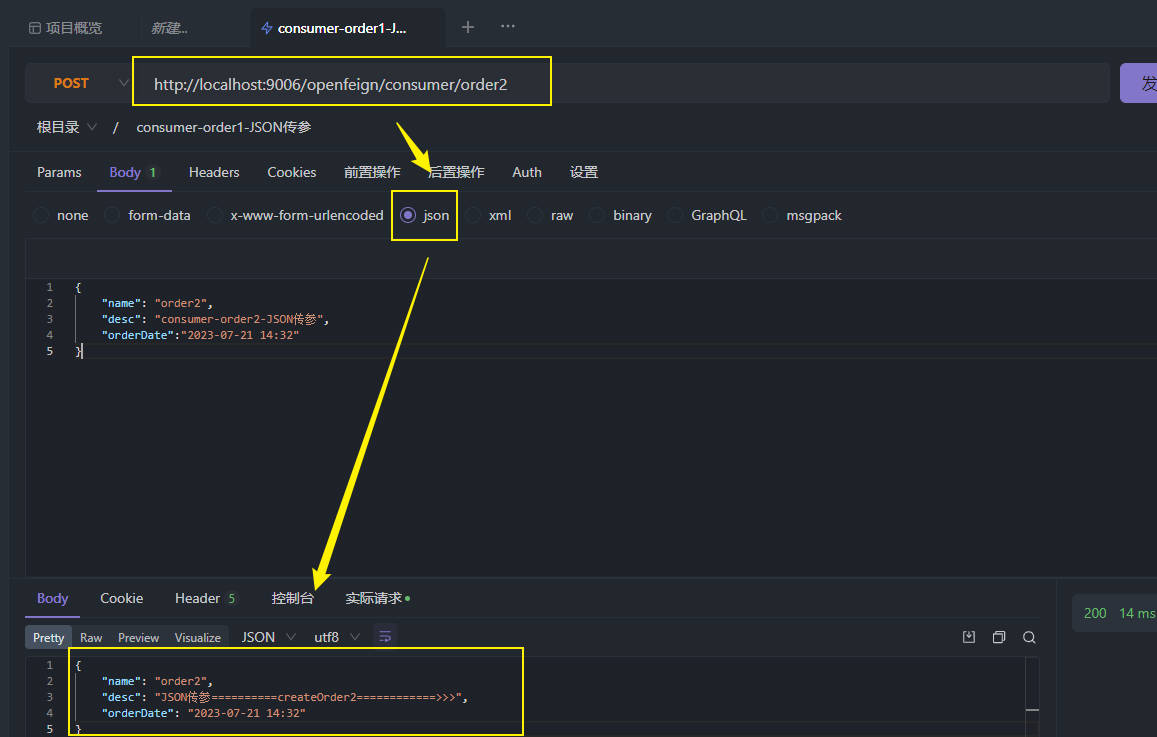 项目概览 新建... consumer-order1-J... + ...
POST http://localhost:9006/openfeign/consumer/order2 发
根目录 / consumer-order1-JSON传参
Params Body 1 Headers Cookies 前置操作 后置操作 Auth 设置
none form-data x-www-form-urlencoded json xml raw binary GraphQL msgpack
1 {
2 "name": "order2",
3 "desc": "consumer-order2-JSON传参",
4 "orderDate":"2023-07-21 14:32"
5 }
Body Cookie Header 5 控制台 实际请求
200 14 ms
Pretty Raw Preview Visualize JSON utf8
1 {
2 "name": "order2",
3 "desc": "JSON传参==========createOrder2============>>>",
4 "orderDate": "2023-07-21 14:32"
5 }